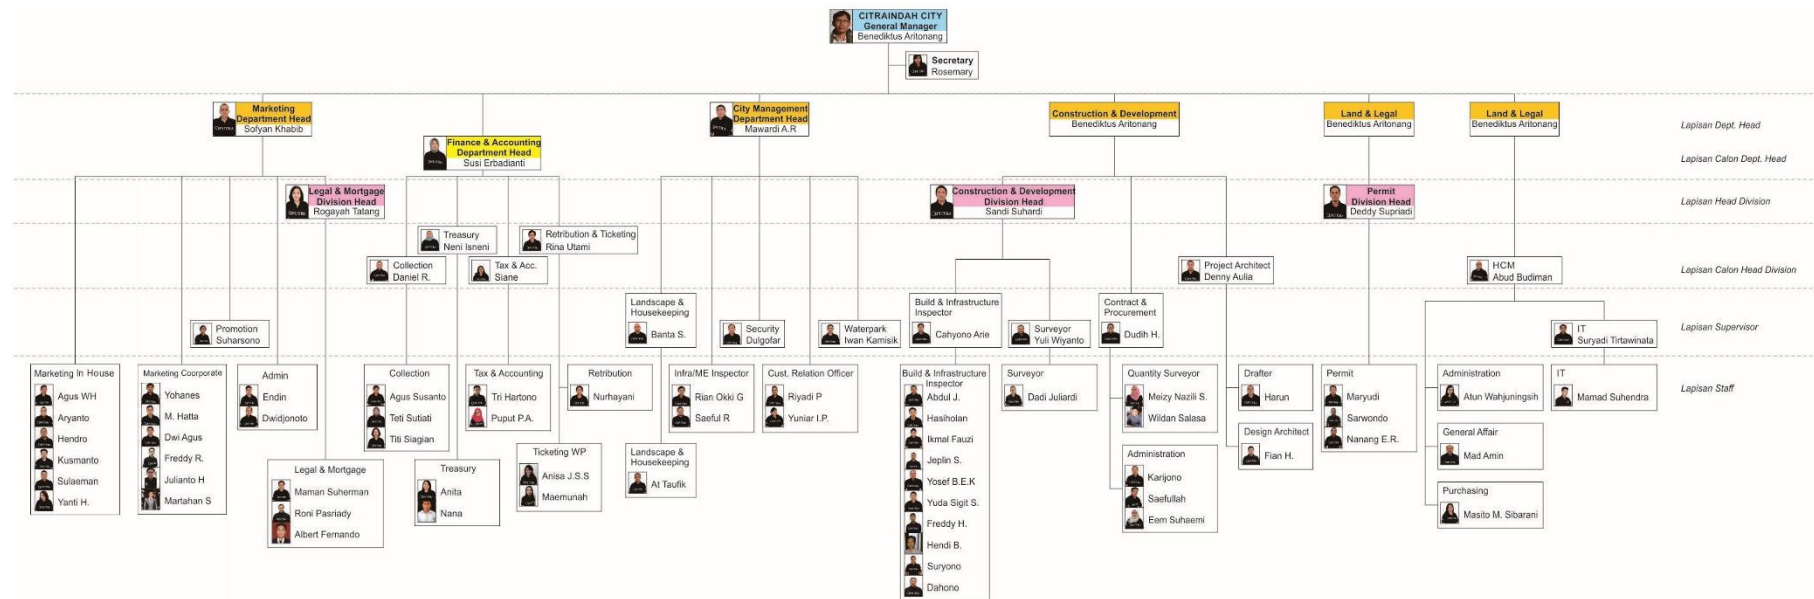 CITRAINDAH CITY
General Manager
Benediktus Aritonang
Secretary
Rosemary
Marketing
Department Head
Sofyan Khabib
City Management
Department Head
Mawardi A.R
Construction & Development
Benediktus Aritonang
Land & Legal
Benediktus Aritonang
Land & Legal
Benediktus Aritonang
Lapisan Dept. Head
Finance & Accounting
Department Head
Susi Erbadianti
Lapisan Calon Dept. Head
Legal & Mortgage
Division Head
Rogayah Tatang
Construction & Development
Division Head
Sandi Suhardi
Permit
Division Head
Deddy Supriadi
Lapisan Head Division
Treasury
Neni Isneni
Retribution & Ticketing
Rina Utami
Collection
Daniel R.
Tax & Acc.
Siane
Project Architect
Denny Aulia
HCM
Abud Budiman
Lapisan Calon Head Division
Landscape &
Housekeeping
Banta S.
Build & Infrastructure
Inspector
Cahyono Arie
Contract &
Procurement
Dudih H.
Promotion
Suharsono
Security
Dulgofar
Waterpark
Iwan Kamisik
Surveyor
Yuli Wiyanto
IT
Suryadi Tirtawinata
Lapisan Supervisor
Marketing In House
Agus WH
Aryanto
Hendro
Kusmanto
Sulaeman
Yanti H.
Marketing Coorporate
Yohanes
M. Hatta
Dwi Agus
Freddy R.
Julianto H
Martahan S
Admin
Endin
Dwidjonoto
Legal & Mortgage
Maman Suherman
Roni Pasriady
Albert Fernando
Collection
Agus Susanto
Teti Sutiati
Titi Siagian
Treasury
Anita
Nana
Tax & Accounting
Tri Hartono
Puput P.A.
Ticketing WP
Anisa J.S.S
Maemunah
Retribution
Nurhayani
Landscape &
Housekeeping
At Taufik
Infra/ME Inspector
Rian Okki G
Saeful R
Cust. Relation Officer
Riyadi P
Yuniar I.P.
Build & Infrastructure
Inspector
Abdul J.
Hasiholan
Ikmal Fauzi
Jeplin S.
Yosef B.E.K
Yuda Sigit S.
Freddy H.
Hendi B.
Suryono
Dahono
Surveyor
Dadi Juliardi
Quantity Surveyor
Meizy Nazili S.
Wildan Salasa
Administration
Karijono
Saefullah
Eem Suhaemi
Drafter
Harun
Design Architect
Fian H.
Permit
Maryudi
Sarwondo
Nanang E.R.
Administration
Atun Wahjuningsih
General Affair
Mad Amin
Purchasing
Masito M. Sibarani
IT
Mamad Suhendra
Lapisan Staff